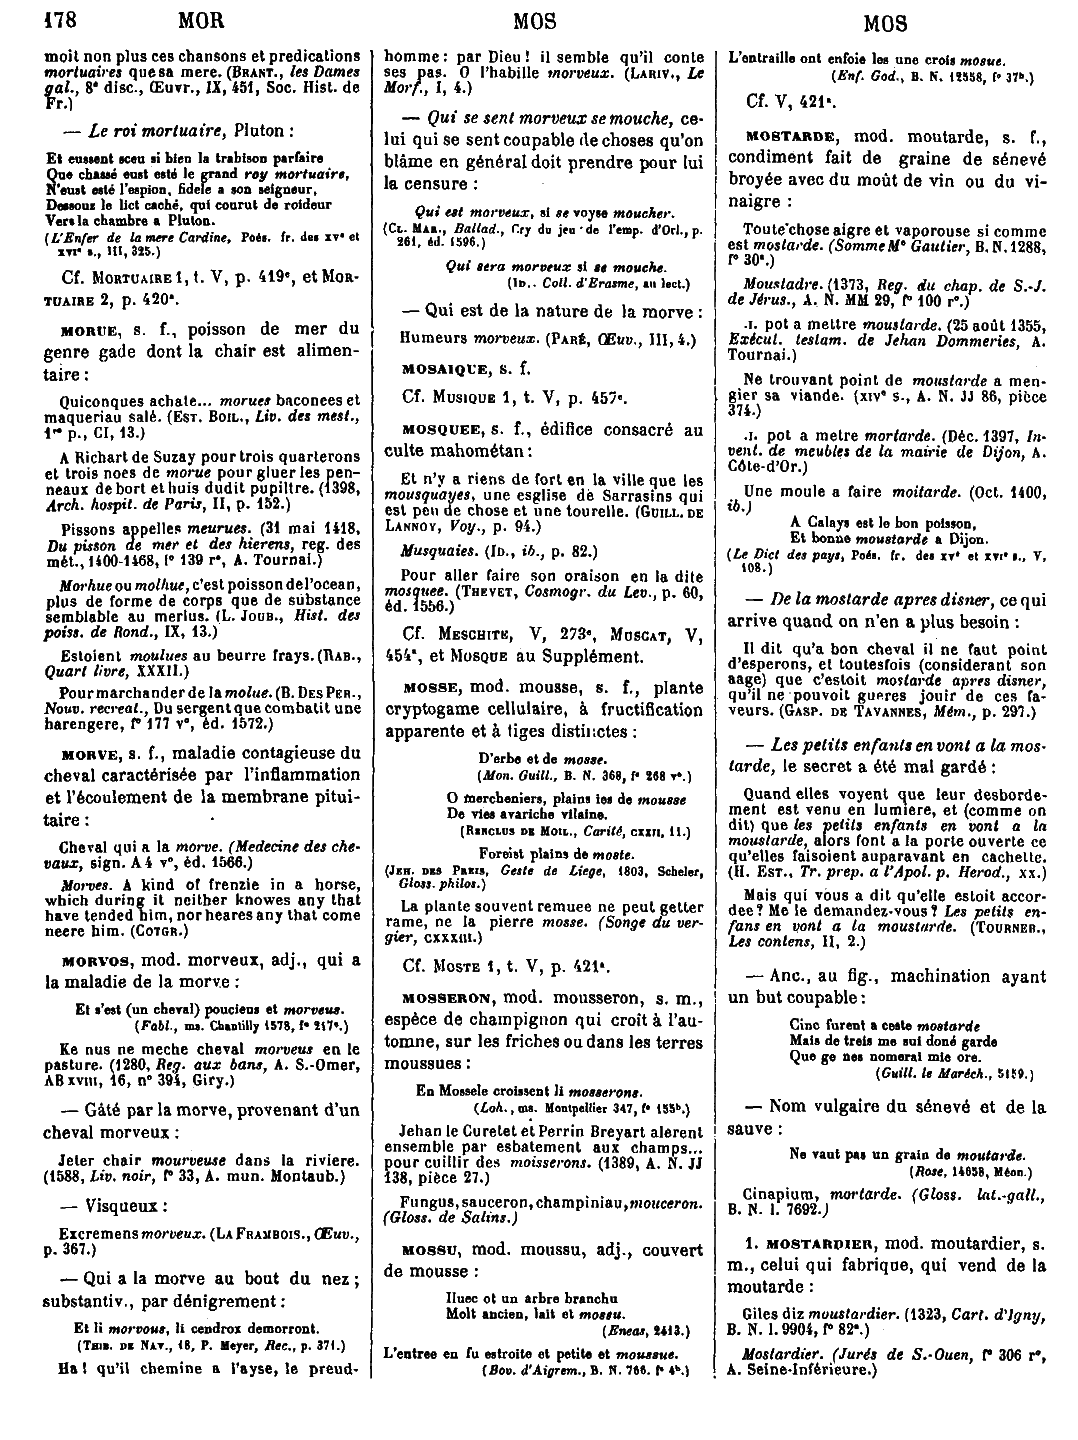 178 MOR MOS MOS
moit non plus ces chansons et predications
mortuaires que sa mere. (BRANT., les Dames
gal., 8ᵉ disc., Œuvr., IX, 451, Soc. Hist. de
Fr.)
— Le roi mortuaire, Pluton :
Et eussent sceu si bien la trahison parfaire
Que chassé eust esté le grand roy mortuaire,
N'eust esté l'espion, fidele a son seigneur,
Dessouz le lict caché, qui courut de roideur
Vers la chambre a Pluton.
(L'Enfer de la mere Cardine, Poés. fr. des XVᵉ et
XVIᵉ s., III, 325.)
Cf. MORTUAIRE 1, t. V, p. 419ᶜ, et MOR-
TUAIRE 2, p. 420ᵃ.
MORUE, s. f., poisson de mer du
genre gade dont la chair est alimen-
taire :
Quiconques achate... morues baconees et
maqueriau salé. (EST. BOIL., Liv. des mest.,
1ʳᵉ p., CI, 13.)
A Richart de Suzay pour trois quarterons
et trois noes de morue pour gluer les pen-
neaux de bort et huis dudit pupiltre. (1398,
Arch. hospit. de Paris, II, p. 152.)
Pissons appelles meurues. (31 mai 1418,
Du pisson de mer et des hierens, reg. des
mét., 1400-1468, fº 139 rº, A. Tournai.)
Morhue ou molhue, c'est poisson de l'ocean,
plus de forme de corps que de substance
semblable au merlus. (L. JOUB., Hist. des
poiss. de Rond., IX, 13.)
Estoient moulues au beurre frays. (RAB.,
Quart livre, XXXII.)
Pour marchander de la molue. (B. DES PER.,
Nouv. recreat., Du sergent que combatit une
harengere, fº 177 vº, éd. 1572.)
MORVE, s. f., maladie contagieuse du
cheval caractérisée par l'inflammation
et l'écoulement de la membrane pitui-
taire :
Cheval qui a la morve. (Medecine des che-
vaux, sign. A 4 vº, éd. 1566.)
Morves. A kind of frenzie in a horse,
which during it neither knowes any that
have tended him, nor heares any that come
neere him. (COTGR.)
MORVOS, mod. morveux, adj., qui a
la maladie de la morve :
Et s'est (un cheval) pouciens et morveus.
(Fabl., ms. Chantilly 1578, fº 217ᵃ.)
Ke nus ne meche cheval morveus en le
pasture. (1280, Reg. aux bans, A. S.-Omer,
AB XVIII, 16, nº 394, Giry.)
— Gâté par la morve, provenant d'un
cheval morveux :
Jeter chair mourveuse dans la riviere.
(1588, Liv. noir, fº 33, A. mun. Montaub.)
— Visqueux :
Excremens morveux. (LA FRAMBOIS., Œuv.,
p. 367.)
— Qui a la morve au bout du nez ;
substantiv., par dénigrement :
Et li morvous, li cendrox demorront.
(THIB. DE NAV., 18, P. Meyer, Rec., p. 371.)
Ha ! qu'il chemine a l'ayse, le preud-
homme : par Dieu ! il semble qu'il conte
ses pas. O l'habille morveux. (LARIV., Le
Morf., I, 4.)
— Qui se sent morveux se mouche, ce-
lui qui se sent coupable de choses qu'on
blâme en général doit prendre pour lui
la censure :
Qui est morveux, si se voyse moucher.
(CL. MAR., Ballad., Cry du jeu de l'emp. d'Orl., p.
261, éd. 1596.)
Qui sera morveux si se mouche.
(ID., Coll. d'Erasme, au lect.)
— Qui est de la nature de la morve :
Humeurs morveux. (PARÉ, Œuv., III, 4.)
MOSAIQUE, s. f.
Cf. MUSIQUE 1, t. V, p. 457ᶜ.
MOSQUEE, s. f., édifice consacré au
culte mahométan :
Et n'y a riens de fort en la ville que les
mousquayes, une esglise de Sarrasins qui
est peu de chose et une tourelle. (GUILL. DE
LANNOY, Voy., p. 94.)
Musquaies. (ID., ib., p. 82.)
Pour aller faire son oraison en la dite
mosquee. (THEVET, Cosmogr. du Lev., p. 60,
éd. 1556.)
Cf. MESCHITE, V, 273ᶜ, MUSCAT, V,
454ᵃ, et MUSQUE au Supplément.
MOSSE, mod. mousse, s. f., plante
cryptogame cellulaire, à fructification
apparente et à tiges distinctes :
D'erbe et de mosse.
(Mon. Guill., B. N. 368, fº 268 vº.)
O mercheniers, plains ies de mousse
De vies avariche vilaine.
(RENCLUS DE MOIL., Carité, CXXII, 11.)
Foreist plains de moste.
(JEH. DES PREIS, Geste de Liege, 1803, Scheler,
Gloss. philos.)
La plante souvent remuee ne peut getter
rame, ne la pierre mosse. (Songe du ver-
gier, CXXXIII.)
Cf. MOSTE 1, t. V, p. 421ᵃ.
MOSSERON, mod. mousseron, s. m.,
espèce de champignon qui croit à l'au-
tomne, sur les friches ou dans les terres
moussues :
En Mossele croissent li mosserons.
(Loh., ms. Montpellier 347, fº 155ᵇ.)
Jehan le Curetet et Perrin Breyart alerent
ensemble par esbatement aux champs...
pour cuillir des moisserons. (1389, A. N. JJ
138, pièce 27.)
Fungus, sauceron, champiniau, mouceron.
(Gloss. de Salins.)
MOSSU, mod. moussu, adj., couvert
de mousse :
Iluec ot un arbre branchu
Molt ancien, lait et mossu.
(Eneas, 2413.)
L'entree en fu estroite et petite et moussue.
(Bov. d'Aigrem., B. N. 766. fº 4ᵇ.)
L'entraille ont enfoie les une crois mosue.
(Enf. God., B. N. 12558, fº 37ᵇ.)
Cf. V, 421ᵃ.
MOSTARDE, mod. moutarde, s. f.,
condiment fait de graine de sénevé
broyée avec du moût de vin ou du vi-
naigre :
Toute chose aigre et vaporouse si comme
est mostarde. (Somme Mᵉ Gautier, B. N. 1288,
fº 30ᵃ.)
Moustadre. (1373, Reg. du chap. de S.-J.
de Jérus., A. N. MM 29, fº 100 rº.)
.I. pot a mettre moustarde. (25 août 1355,
Exécut. testam. de Jehan Dommeries, A.
Tournai.)
Ne trouvant point de moustarde a men-
gier sa viande. (XIVᵉ s., A. N. JJ 86, pièce
374.)
.I. pot a metre mortarde. (Déc. 1397, In-
vent. de meubles de la mairie de Dijon, A.
Côte-d'Or.)
Une moule a faire moitarde. (Oct. 1400,
ib.)
A Calays est le bon poisson,
Et bonne moustarde a Dijon.
(Le Dict des pays, Poés. fr. des XVᵉ et XVIᵉ s., V,
108.)
— De la mostarde apres disner, ce qui
arrive quand on n'en a plus besoin :
Il dit qu'a bon cheval il ne faut point
d'esperons, et toutesfois (considerant son
aage) que c'estoit mostarde apres disner,
qu'il ne pouvoit gueres jouir de ces fa-
veurs. (GASP. DE TAVANNES, Mém., p. 297.)
— Les petits enfants en vont a la mos-
tarde, le secret a été mal gardé :
Quand elles voyent que leur desborde-
ment est venu en lumiere, et (comme on
dit) que les petits enfants en vont a la
moustarde, alors font a la porte ouverte ce
qu'elles faisoient auparavant en cachette.
(H. EST., Tr. prep. a l'Apol. p. Herod., XX.)
Mais qui vous a dit qu'elle estoit accor-
dee ? Me le demandez-vous ? Les petits en-
fans en vont a la moustarde. (TOURNEB.,
Les contens, II, 2.)
— Anc., au fig., machination ayant
un but coupable :
Cinc furent a ceste mostarde
Mais de treis me sui doné garde
Que ge nes nomerai mie ore.
(Guill. le Maréch., 5159.)
— Nom vulgaire du sénevé et de la
sauve :
Ne vaut pas un grain de moutarde.
(Rose, 14658, Méon.)
Cinapium, mortarde. (Gloss. lat.-gall.,
B. N. l. 7692.)
1. MOSTARDIER, mod. moutardier, s.
m., celui qui fabrique, qui vend de la
moutarde :
Giles diz moustardier. (1323, Cart. d'Igny,
B. N. l. 9904, fº 82ᵃ.)
Mostardier. (Jurés de S.-Ouen, fº 306 rº,
A. Seine-Inférieure.)